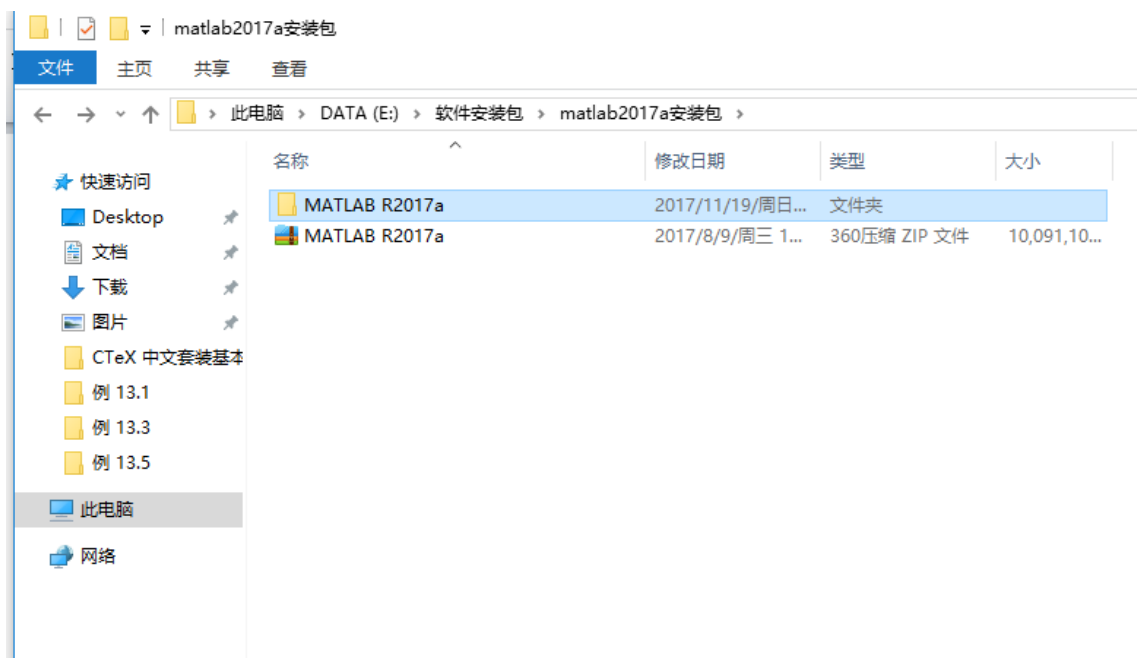 matlab2017a安装包
文件 主页 共享 查看
此电脑 > DATA (E:) > 软件安装包 > matlab2017a安装包 >
名称 修改日期 类型 大小
MATLAB R2017a 2017/11/19/周日... 文件夹
MATLAB R2017a 2017/8/9/周三 1... 360压缩 ZIP 文件 10,091,10...
快速访问
Desktop
文档
下载
图片
CTeX 中文套装基本
例 13.1
例 13.3
例 13.5
此电脑
网络